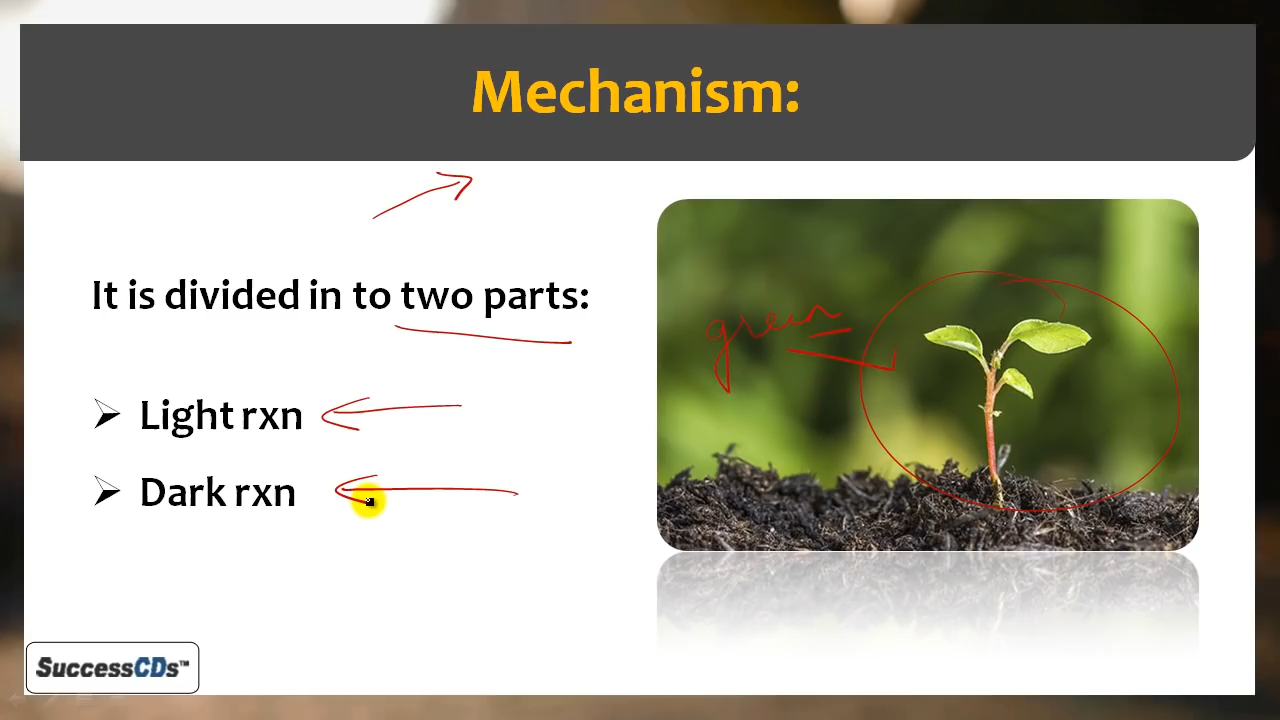 Mechanism:
It is divided in to two parts:
Light rxn
Dark rxn
green
SuccessCDs™